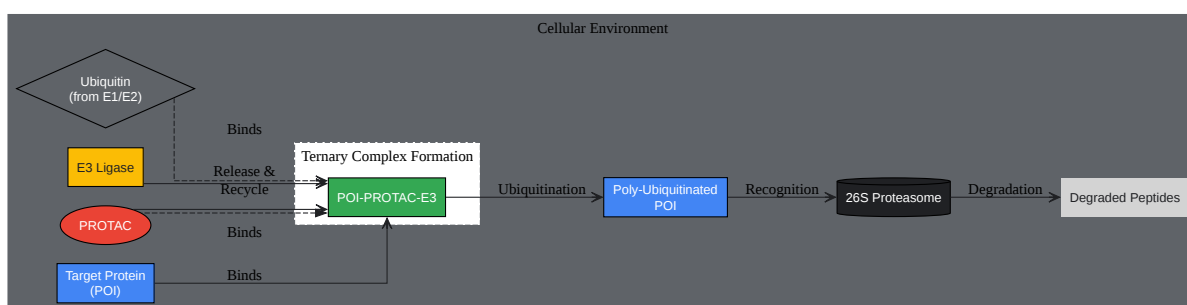 Cellular Environment
Ubiquitin
(from E1/E2)
Binds
E3 Ligase
Release &
Recycle
Ternary Complex Formation
POI-PROTAC-E3
Ubiquitination
Poly-Ubiquitinated
POI
Recognition
26S Proteasome
Degradation
Degraded Peptides
PROTAC
Binds
Target Protein
(POI)
Binds